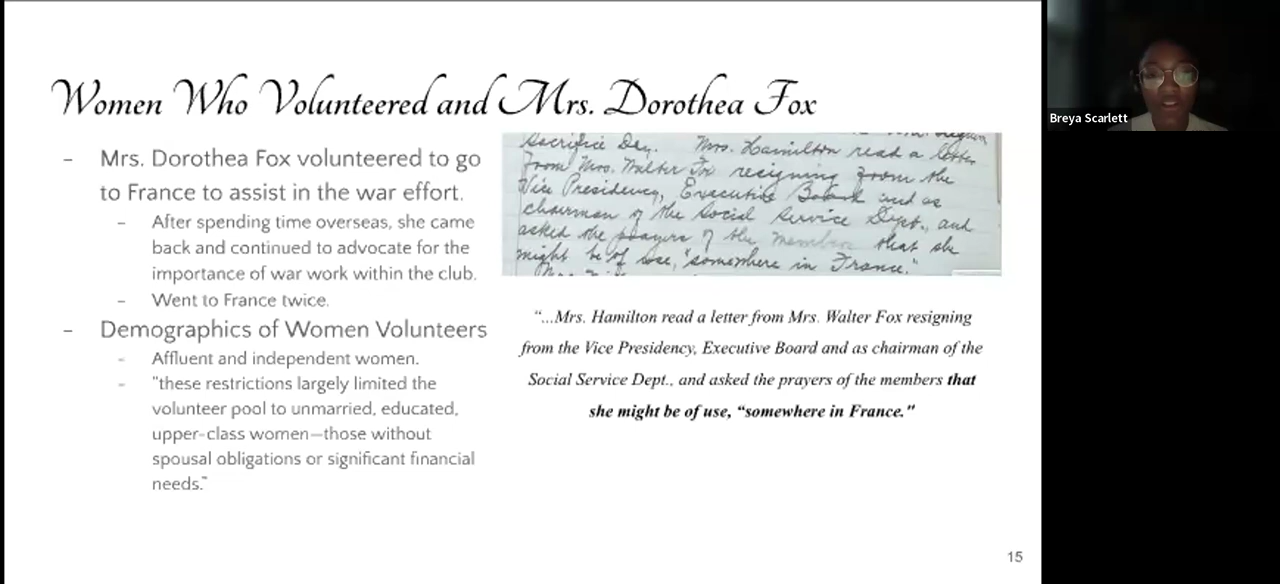 Women Who Volunteered and Mrs. Dorothea Fox
- Mrs. Dorothea Fox volunteered to go
to France to assist in the war effort.
- After spending time overseas, she came
back and continued to advocate for the
importance of war work within the club.
- Went to France twice.
- Demographics of Women Volunteers
- Affluent and independent women.
- "these restrictions largely limited the
volunteer pool to unmarried, educated,
upper-class women—those without
spousal obligations or significant financial
needs."
Sacrifice Day. Mrs. Hamilton read a letter
from Mrs. Walter Fox resigning from the
Vice Presidency, Executive Board and as
chairman of the Social Service Dept., and
asked the prayers of the members that she
might be of use, "somewhere in France."
"...Mrs. Hamilton read a letter from Mrs. Walter Fox resigning
from the Vice Presidency, Executive Board and as chairman of the
Social Service Dept., and asked the prayers of the members that
she might be of use, "somewhere in France."
15
Breya Scarlett